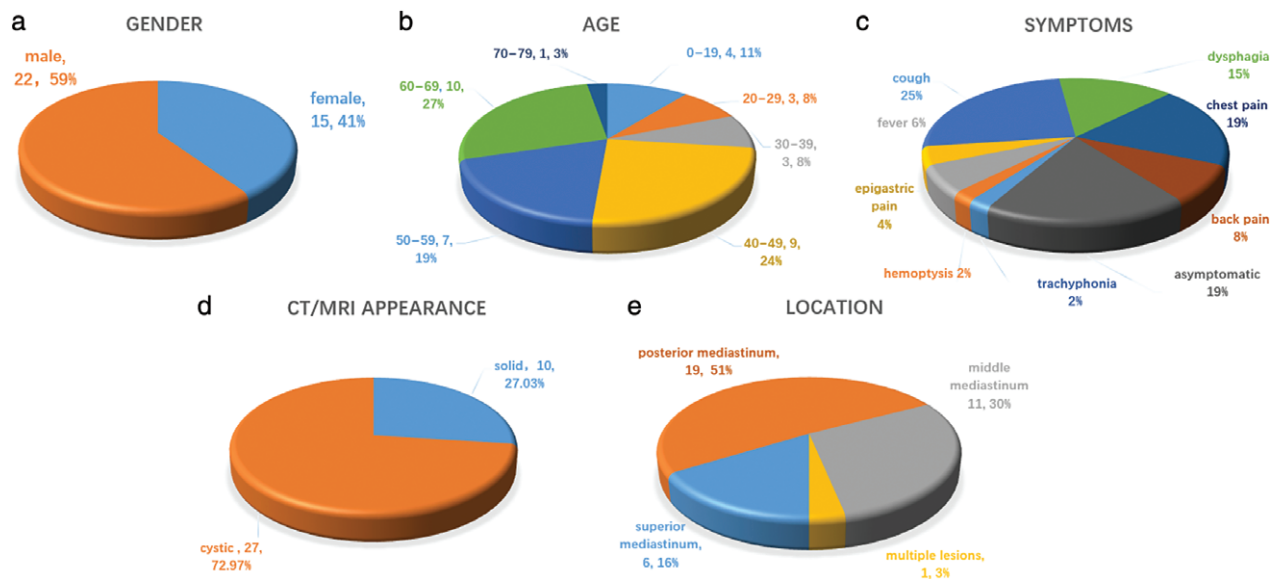 a
GENDER
male,
22, 59%
female,
15, 41%
b
AGE
70–79, 1, 3%
0–19, 4, 11%
60–69, 10,
27%
20–29, 3, 8%
30–39,
3, 8%
50–59, 7,
19%
40–49, 9,
24%
c
SYMPTOMS
cough
25%
dysphagia
15%
fever 6%
chest pain
19%
epigastric
pain
4%
back pain
8%
hemoptysis 2%
trachyphonia
2%
asymptomatic
19%
d
CT/MRI APPEARANCE
solid, 10,
27.03%
cystic , 27,
72.97%
e
LOCATION
posterior mediastinum,
19, 51%
middle
mediastinum
11, 30%
superior
mediastinum,
6, 16%
multiple lesions,
1, 3%